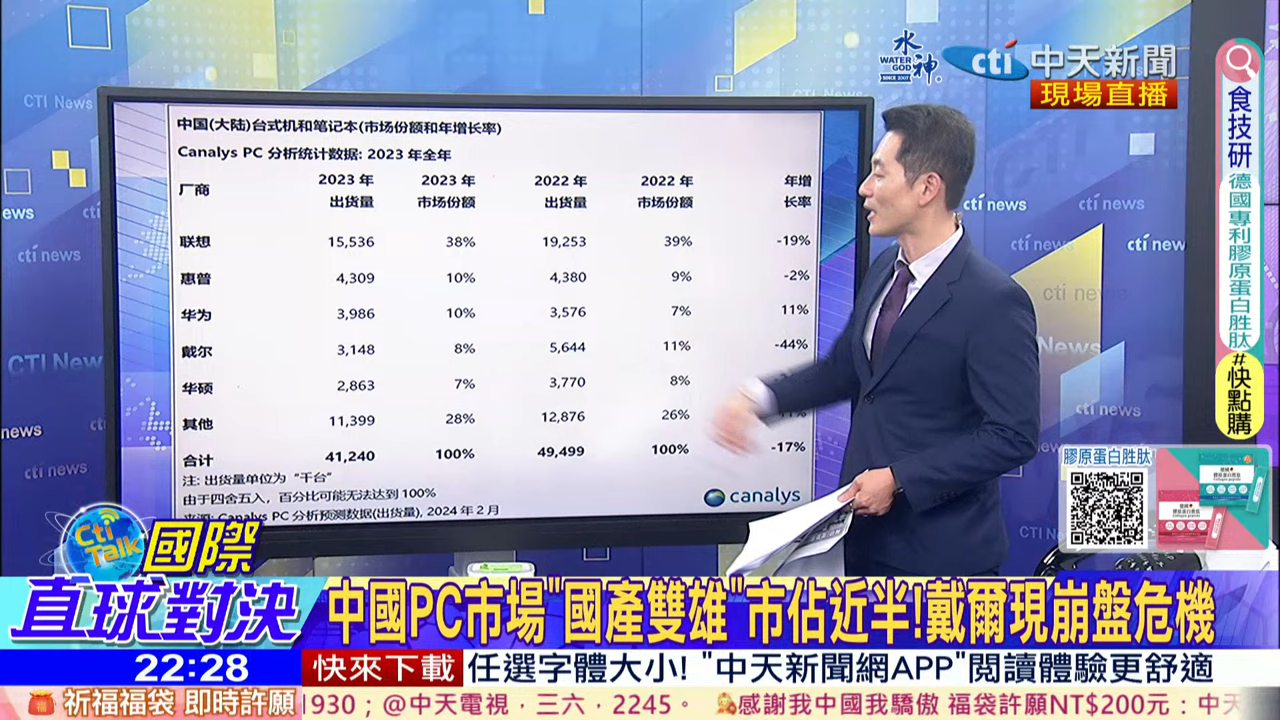 水神
WATER GOD
SINCE 2007
cti 中天新聞
現場直播
CTI News
cti news
cti news
cti news
CTI News
cti news
中国(大陆)台式机和笔记本(市场份额和年增长率)
Canalys PC 分析统计数据: 2023 年全年
厂商 2023 年出货量 2023 年市场份额 2022 年出货量 2022 年市场份额 年增长率
联想 15,536 38% 19,253 39% -19%
惠普 4,309 10% 4,380 9% -2%
华为 3,986 10% 3,576 7% 11%
戴尔 3,148 8% 5,644 11% -44%
华硕 2,863 7% 3,770 8%
其他 11,399 28% 12,876 26%
合计 41,240 100% 49,499 100% -17%
注: 出货量单位为“千台”
由于四舍五入，百分比可能无法达到 100%
来源: Canalys PC 分析预测数据(出货量), 2024 年 2 月
canalys
食技研
德國專利膠原蛋白胜肽
#快點購
膠原蛋白胜肽
Cti Talk
國際
直球對決
中國PC市場"國產雙雄"市佔近半!戴爾現崩盤危機
22:28
快來下載
任選字體大小! "中天新聞網APP"閱讀體驗更舒適
祈福福袋 即時許願
1930；@中天電視，三六，2245。 感謝我中國我驕傲 福袋許願NT$200元：中天